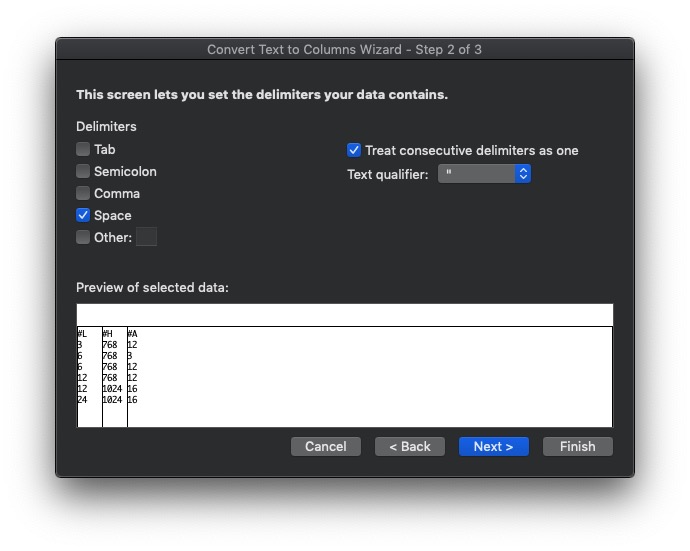 Convert Text to Columns Wizard - Step 2 of 3
This screen lets you set the delimiters your data contains.
Delimiters
Tab
Treat consecutive delimiters as one
Semicolon
Text qualifier: "
Comma
Space
Other:
Preview of selected data:
#L #H #A
3 768 12
6 768 3
6 768 12
12 768 12
12 1024 16
24 1024 16
Cancel < Back Next > Finish